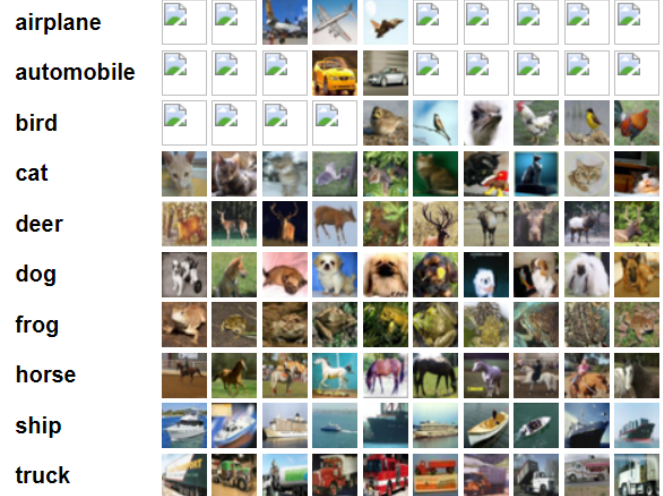 airplane
automobile
bird
cat
deer
dog
frog
horse
ship
truck